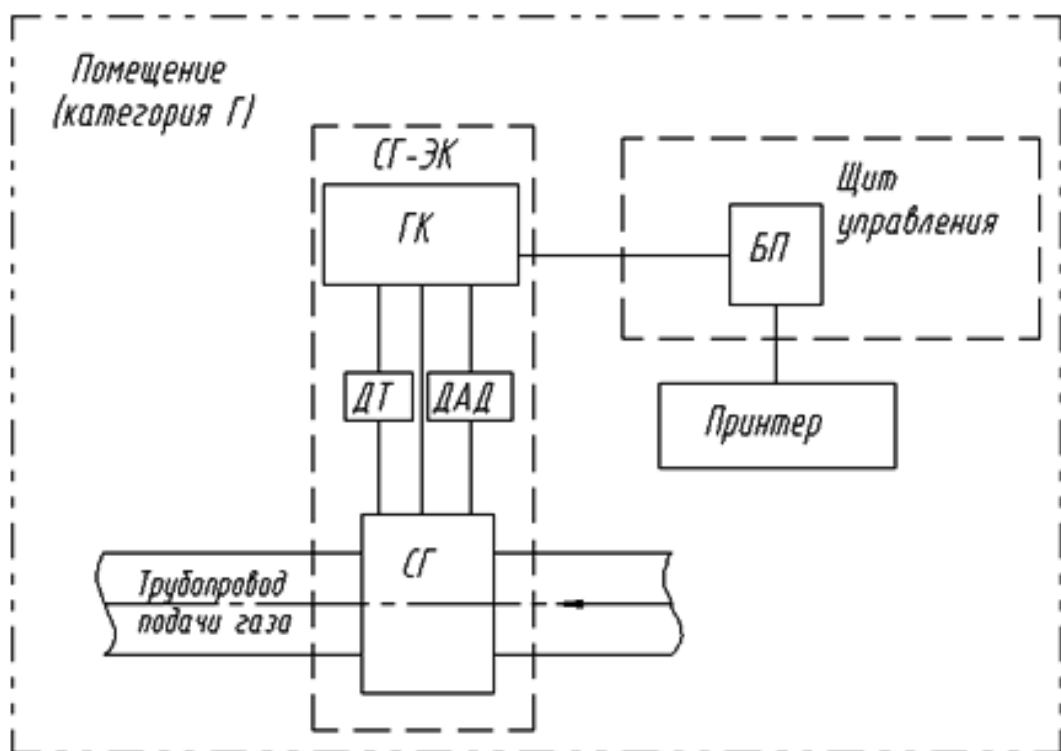 Помещение
(категория Г)
СГ-ЭК
ГК
Щит
управления
БП
ДТ
ДАД
Принтер
СГ
Трубопровод
подачи газа